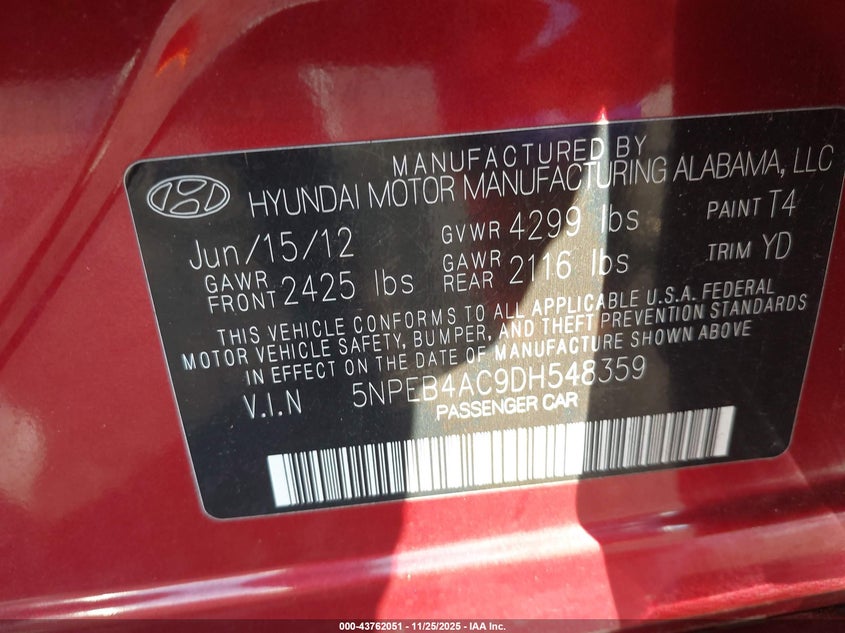 MANUFACTURED BY
HYUNDAI MOTOR MANUFACTURING ALABAMA, LLC
Jun/15/12 GVWR 4299 lbs PAINT T4
GAWR FRONT 2425 lbs GAWR REAR 2116 lbs TRIM YD
THIS VEHICLE CONFORMS TO ALL APPLICABLE U.S.A. FEDERAL
MOTOR VEHICLE SAFETY, BUMPER, AND THEFT PREVENTION STANDARDS
IN EFFECT ON THE DATE OF MANUFACTURE SHOWN ABOVE
V.I.N 5NPEB4AC9DH548359
PASSENGER CAR
000-43762051 - 11/25/2025 - IAA Inc.